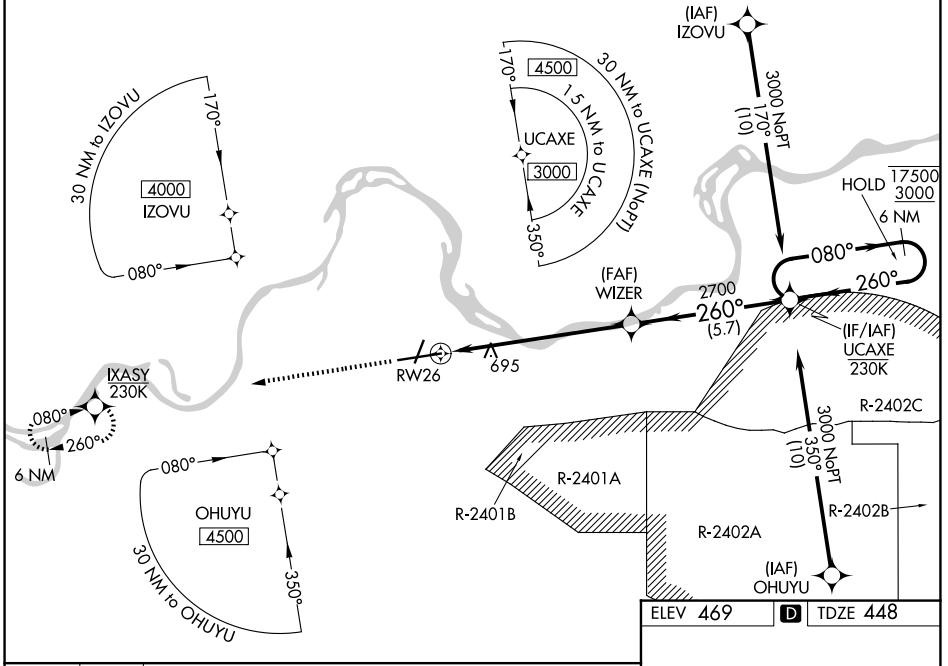 (IAF)
IZOVU
3000 NoPT
170°
(10)
30 NM to IZOVU
170°
4000
IZOVU
080°
170°
4500
30 NM to UCAXE (NoPT)
15 NM to UCAXE
UCAXE
3000
350°
HOLD
17500
3000
6 NM
080°
260°
(FAF)
WIZER
2700
260°
(5.7)
(IF/IAF)
UCAXE
230K
RW26
695
IXASY
230K
080°
260°
6 NM
080°
OHUYU
4500
350°
30 NM to OHUYU
R-2402C
3000 NoPT
350°
(10)
R-2401A
R-2401B
R-2402A
R-2402B
(IAF)
OHUYU
ELEV 469 D TDZE 448